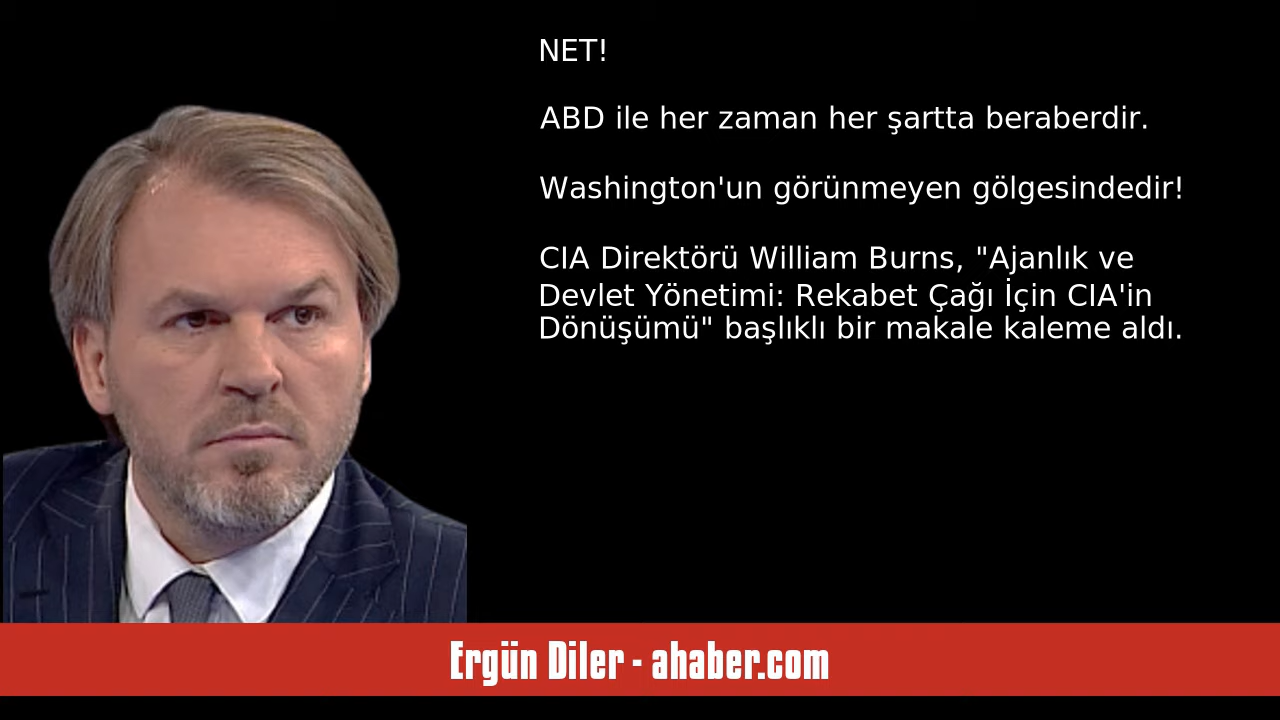 NET!
ABD ile her zaman her şartta beraberdir.
Washington'un görünmeyen gölgesindedir!
CIA Direktörü William Burns, "Ajanlık ve
Devlet Yönetimi: Rekabet Çağı İçin CIA'in
Dönüşümü" başlıklı bir makale kaleme aldı.
Ergün Diler - ahaber.com